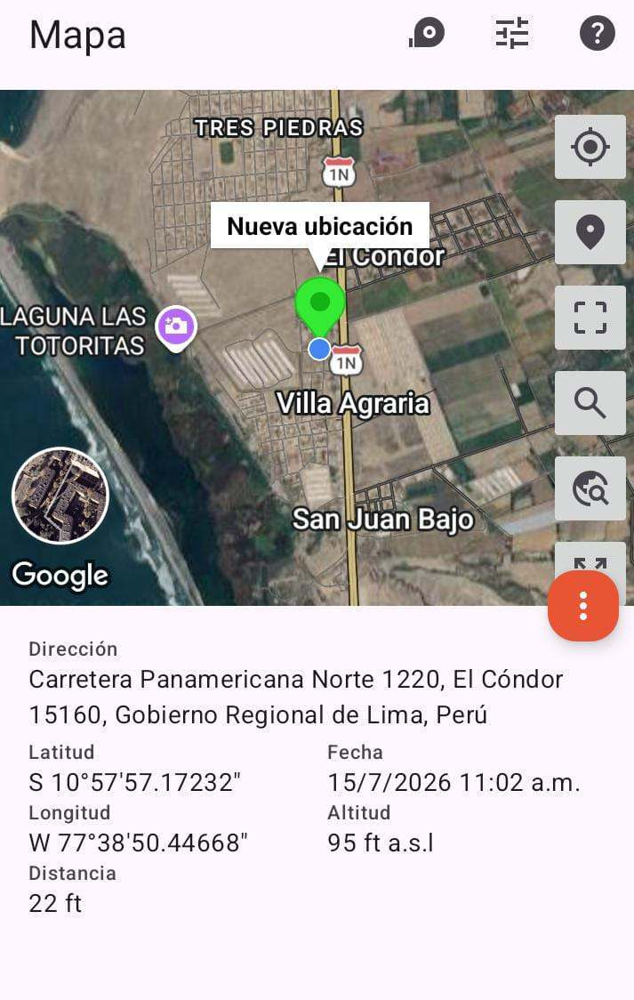 Mapa
TRES PIEDRAS
1N
Nueva ubicación
El Cóndor
LAGUNA LAS
TOTORITAS
1N
Villa Agraria
San Juan Bajo
Google
Dirección
Carretera Panamericana Norte 1220, El Cóndor
15160, Gobierno Regional de Lima, Perú
Latitud
Fecha
S 10°57'57.17232"
15/7/2026 11:02 a.m.
Longitud
Altitud
W 77°38'50.44668"
95 ft a.s.l
Distancia
22 ft